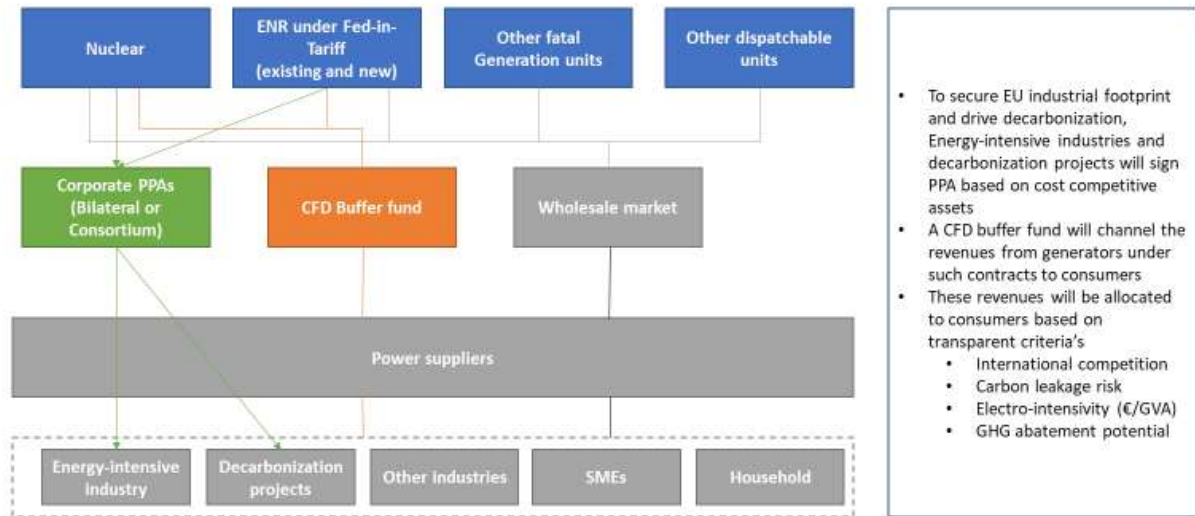 Nuclear
ENR under Fed-in-
Tariff
(existing and new)
Other fatal
Generation units
Other dispatchable
units
Corporate PPAs
(Bilateral or
Consortium)
CFD Buffer fund
Wholesale market
Power suppliers
Energy-intensive
industry
Decarbonization
projects
Other industries
SMEs
Household
• To secure EU industrial footprint
and drive decarbonization,
Energy-intensive industries and
decarbonization projects will sign
PPA based on cost competitive
assets
• A CFD buffer fund will channel the
revenues from generators under
such contracts to consumers
• These revenues will be allocated
to consumers based on
transparent criteria's
• International competition
• Carbon leakage risk
• Electro-intensivity (€/GVA)
• GHG abatement potential